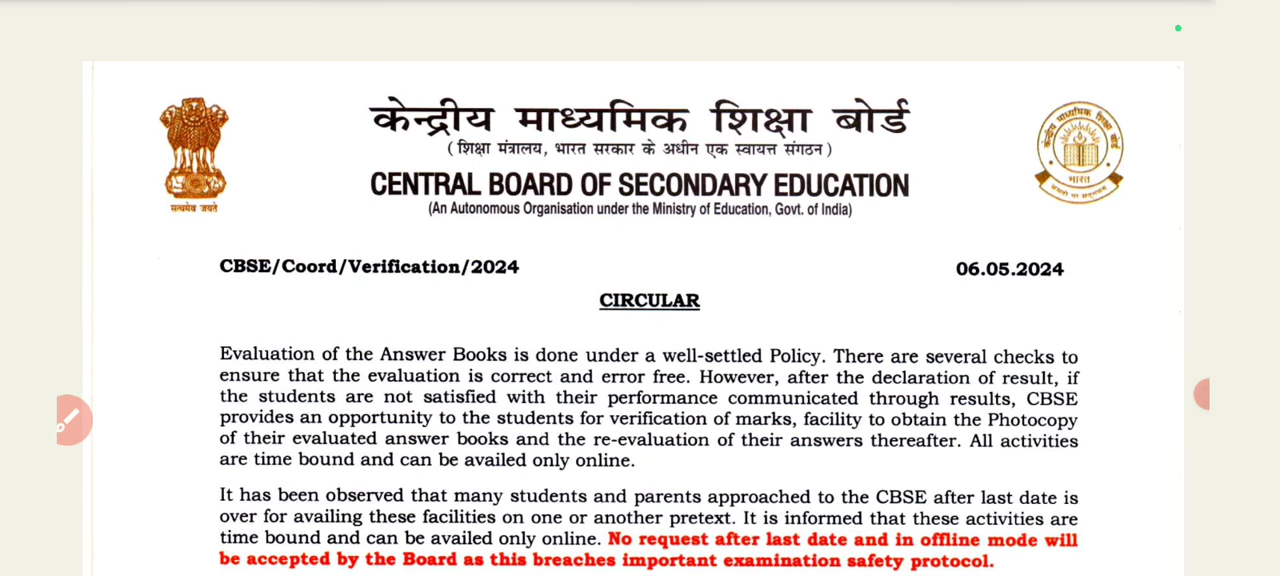 केन्द्रीय माध्यमिक शिक्षा बोर्ड
(शिक्षा मंत्रालय, भारत सरकार के अधीन एक स्वायत्त संगठन)
CENTRAL BOARD OF SECONDARY EDUCATION
(An Autonomous Organisation under the Ministry of Education, Govt. of India)
सत्यमेव जयते
केन्द्रीय माध्यमिक शिक्षा बोर्ड
भारत
CBSE/Coord/Verification/2024
06.05.2024
CIRCULAR
Evaluation of the Answer Books is done under a well-settled Policy. There are several checks to
ensure that the evaluation is correct and error free. However, after the declaration of result, if
the students are not satisfied with their performance communicated through results, CBSE
provides an opportunity to the students for verification of marks, facility to obtain the Photocopy
of their evaluated answer books and the re-evaluation of their answers thereafter. All activities
are time bound and can be availed only online.
It has been observed that many students and parents approached to the CBSE after last date is
over for availing these facilities on one or another pretext. It is informed that these activities are
time bound and can be availed only online. No request after last date and in offline mode will
be accepted by the Board as this breaches important examination safety protocol.